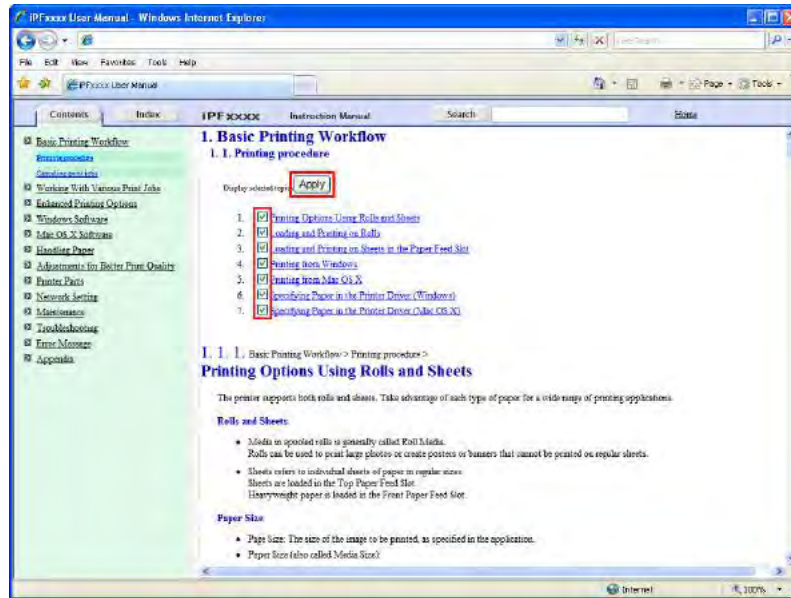 iPFxxxx User Manual - Windows Internet Explorer
File Edit View Favorites Tools Help
iPFxxxx User Manual
Page Tools
Contents Index iPF xxxx Instruction Manual Search Home
Basic Printing Workflow
Printing procedure
Canceling print jobs
Working With Various Print Jobs
Enhanced Printing Options
Windows Software
Mac OS X Software
Handling Paper
Adjustments for Better Print Quality
Printer Parts
Network Setting
Maintenance
Troubleshooting
Error Message
Appendix
1. Basic Printing Workflow
1. 1. Printing procedure
Display selected topics Apply
1. Printing Options Using Rolls and Sheets
2. Loading and Printing on Rolls
3. Loading and Printing on Sheets in the Paper Feed Slot
4. Printing from Windows
5. Printing from Mac OS X
6. Specifying Paper in the Printer Driver (Windows)
7. Specifying Paper in the Printer Driver (Mac OS X)
1. 1. 1. Basic Printing Workflow > Printing procedure >
Printing Options Using Rolls and Sheets
The printer supports both rolls and sheets. Take advantage of each type of paper for a wide range of printing applications.
Rolls and Sheets
• Media in spooled rolls is generally called Roll Media.
Rolls can be used to print large photos or create posters or banners that cannot be printed on regular sheets.
• Sheets refers to individual sheets of paper in regular sizes.
Sheets are loaded in the Top Paper Feed Slot.
Heavyweight paper is loaded in the Front Paper Feed Slot.
Paper Size
• Page Size: The size of the image to be printed, as specified in the application.
• Paper Size (also called Media Size):
Internet 100%